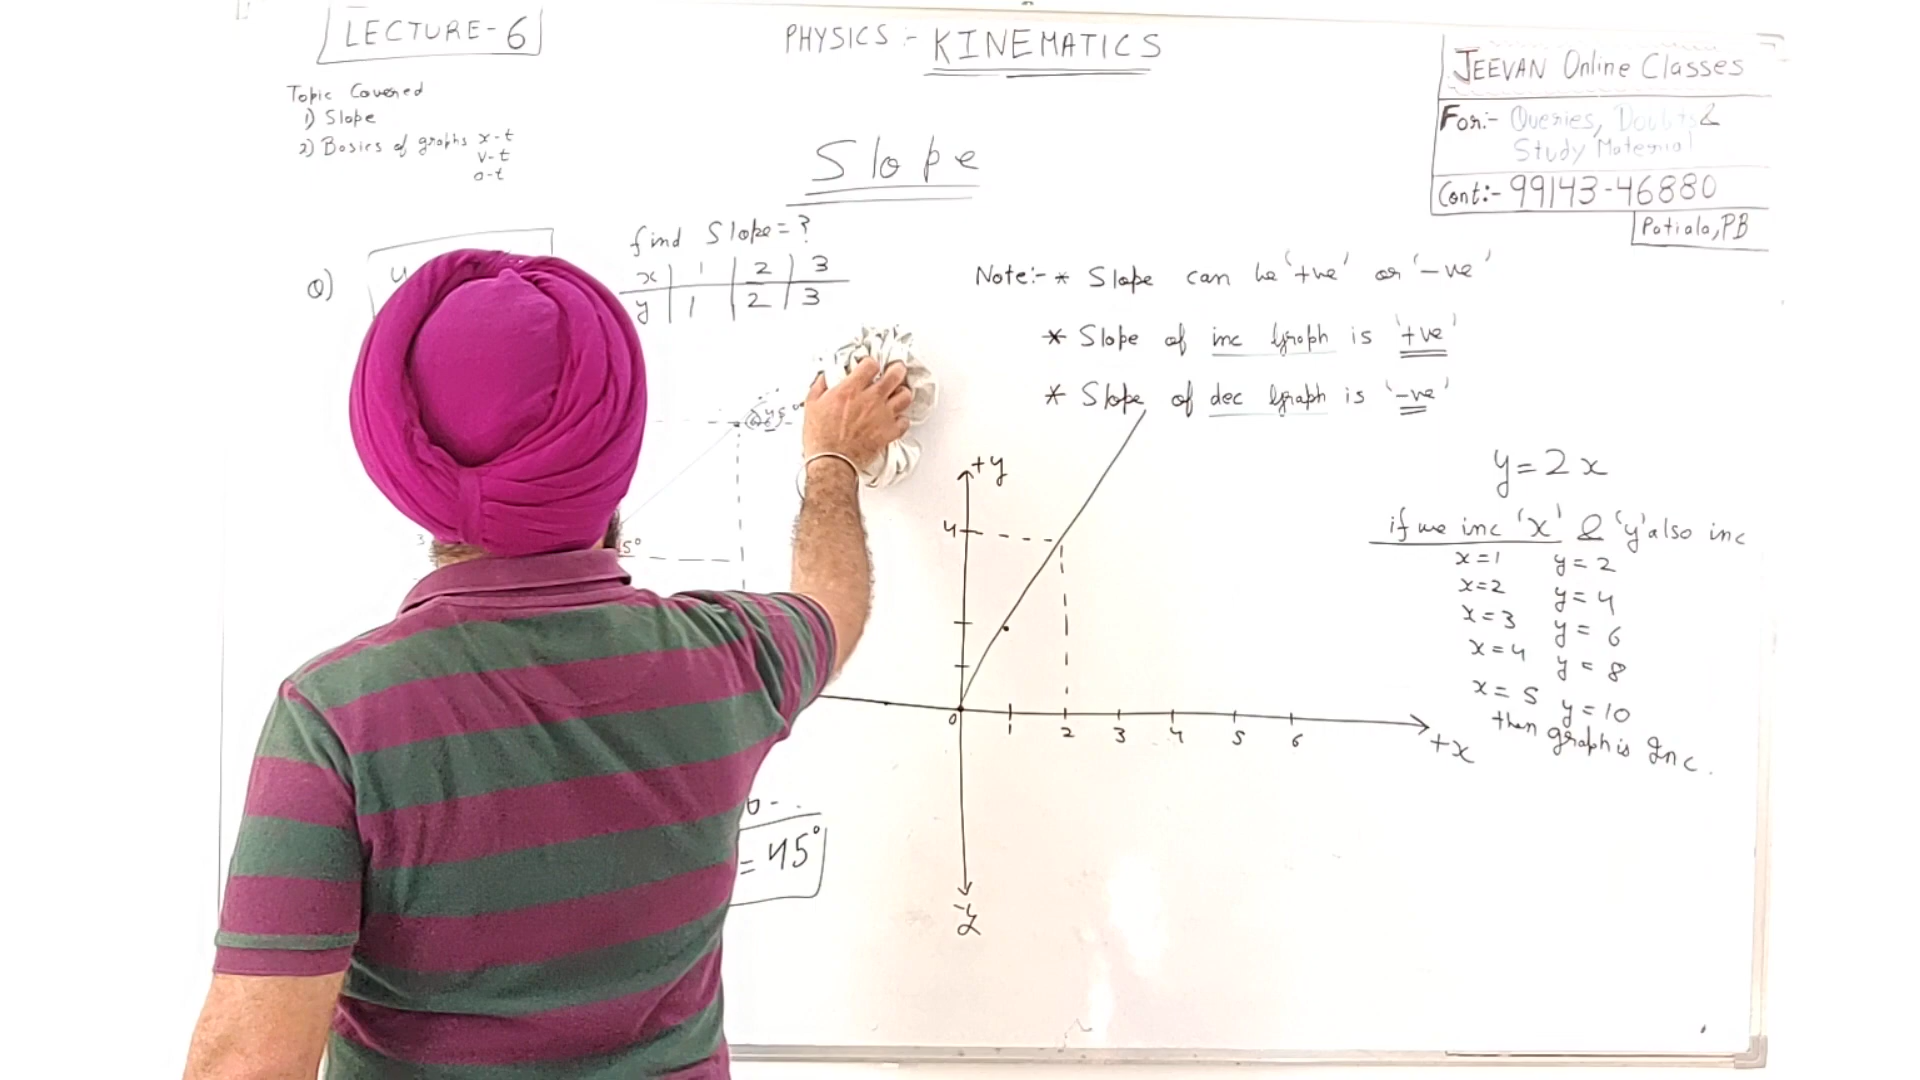 LECTURE-6
PHYSICS:- KINEMATICS
JEEVAN Online Classes
For:- Queries, Doubts &
Study Material
Cont:- 99143-46880
Patiala, PB
Topic Covered
1) Slope
2) Basics of graphs x-t
v-t
a-t
Slope
Q)
find Slope = ?
x 1 2 3
y 1 2 3
Note:- * Slope can be '+ve' or '-ve'
* Slope of inc Graph is '+ve'
* Slope of dec Graph is '-ve'
45°
3
5°
= 45°
+y
4
0 1 2 3 4 5 6
+x
-y
y = 2x
if we inc 'x' & 'y' also inc
x = 1 y = 2
x = 2 y = 4
x = 3 y = 6
x = 4 y = 8
x = 5 y = 10
then graph is Inc.